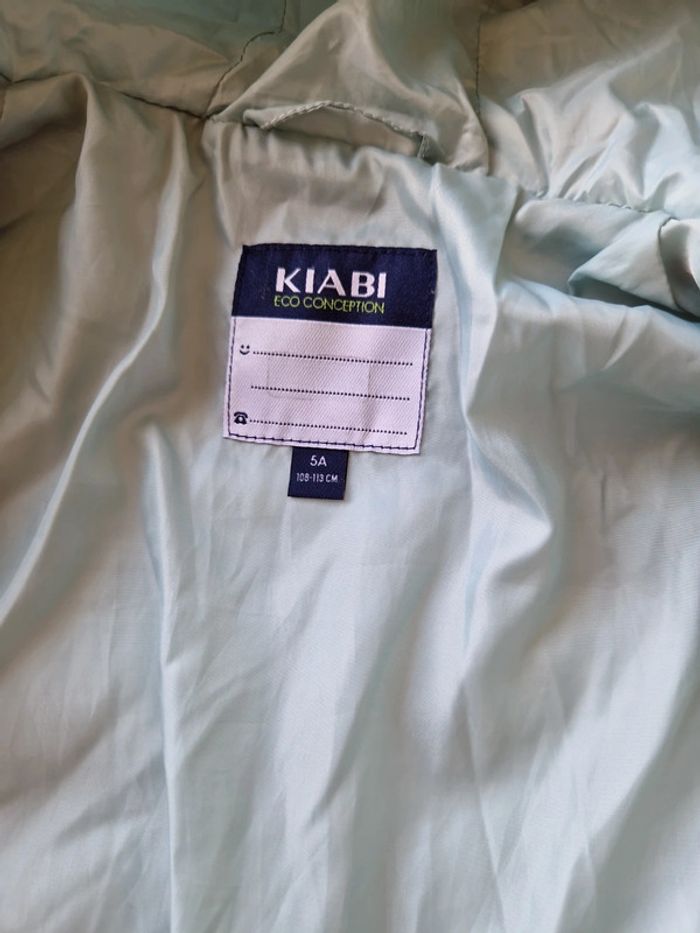 KIABI
ECO CONCEPTION
5A
108-113 CM